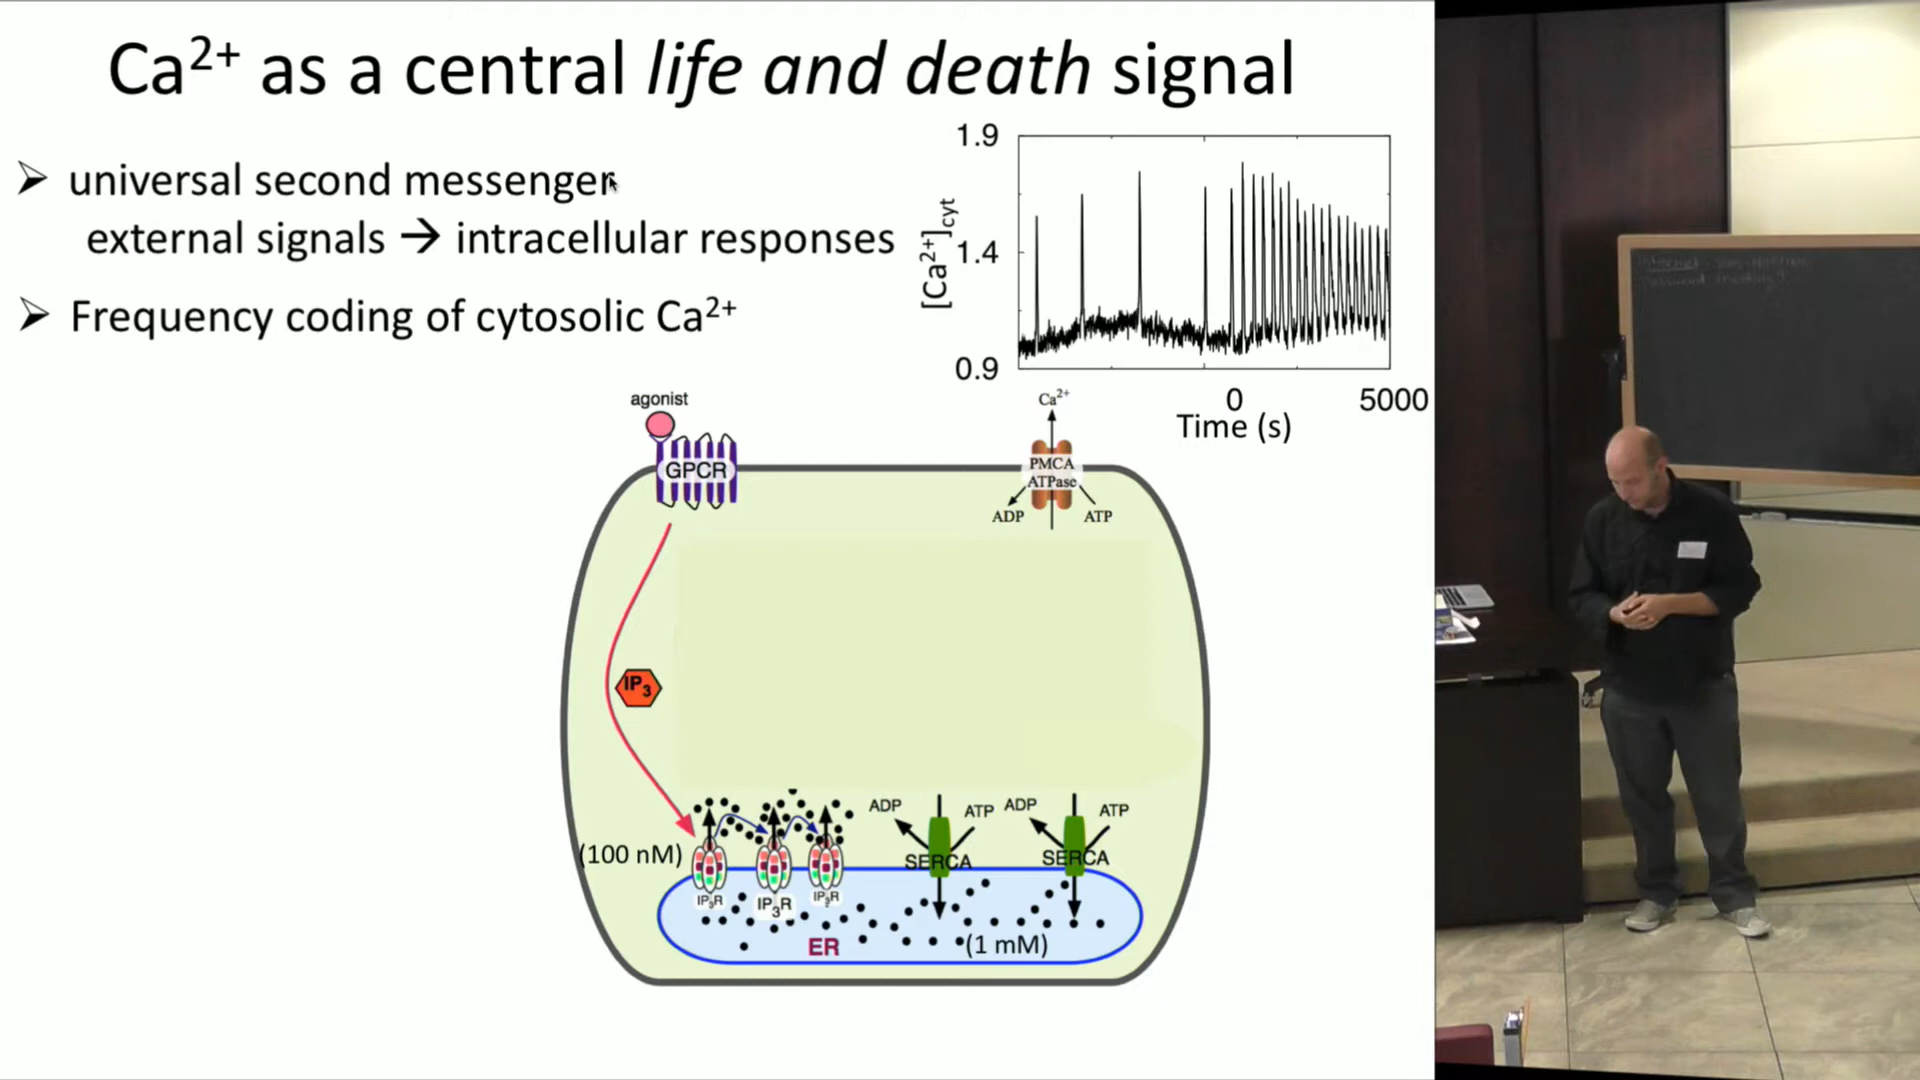 Ca²⁺ as a central life and death signal
➢ universal second messenger
external signals → intracellular responses
➢ Frequency coding of cytosolic Ca²⁺
[Ca²⁺]cyt
1.9
1.4
0.9
0
5000
Time (s)
agonist
GPCR
Ca²⁺
PMCA
ATPase
ADP
ATP
IP₃
ADP
ATP
ADP
ATP
(100 nM)
SERCA
SERCA
IP₃R
IP₃R
IP₃R
ER
(1 mM)